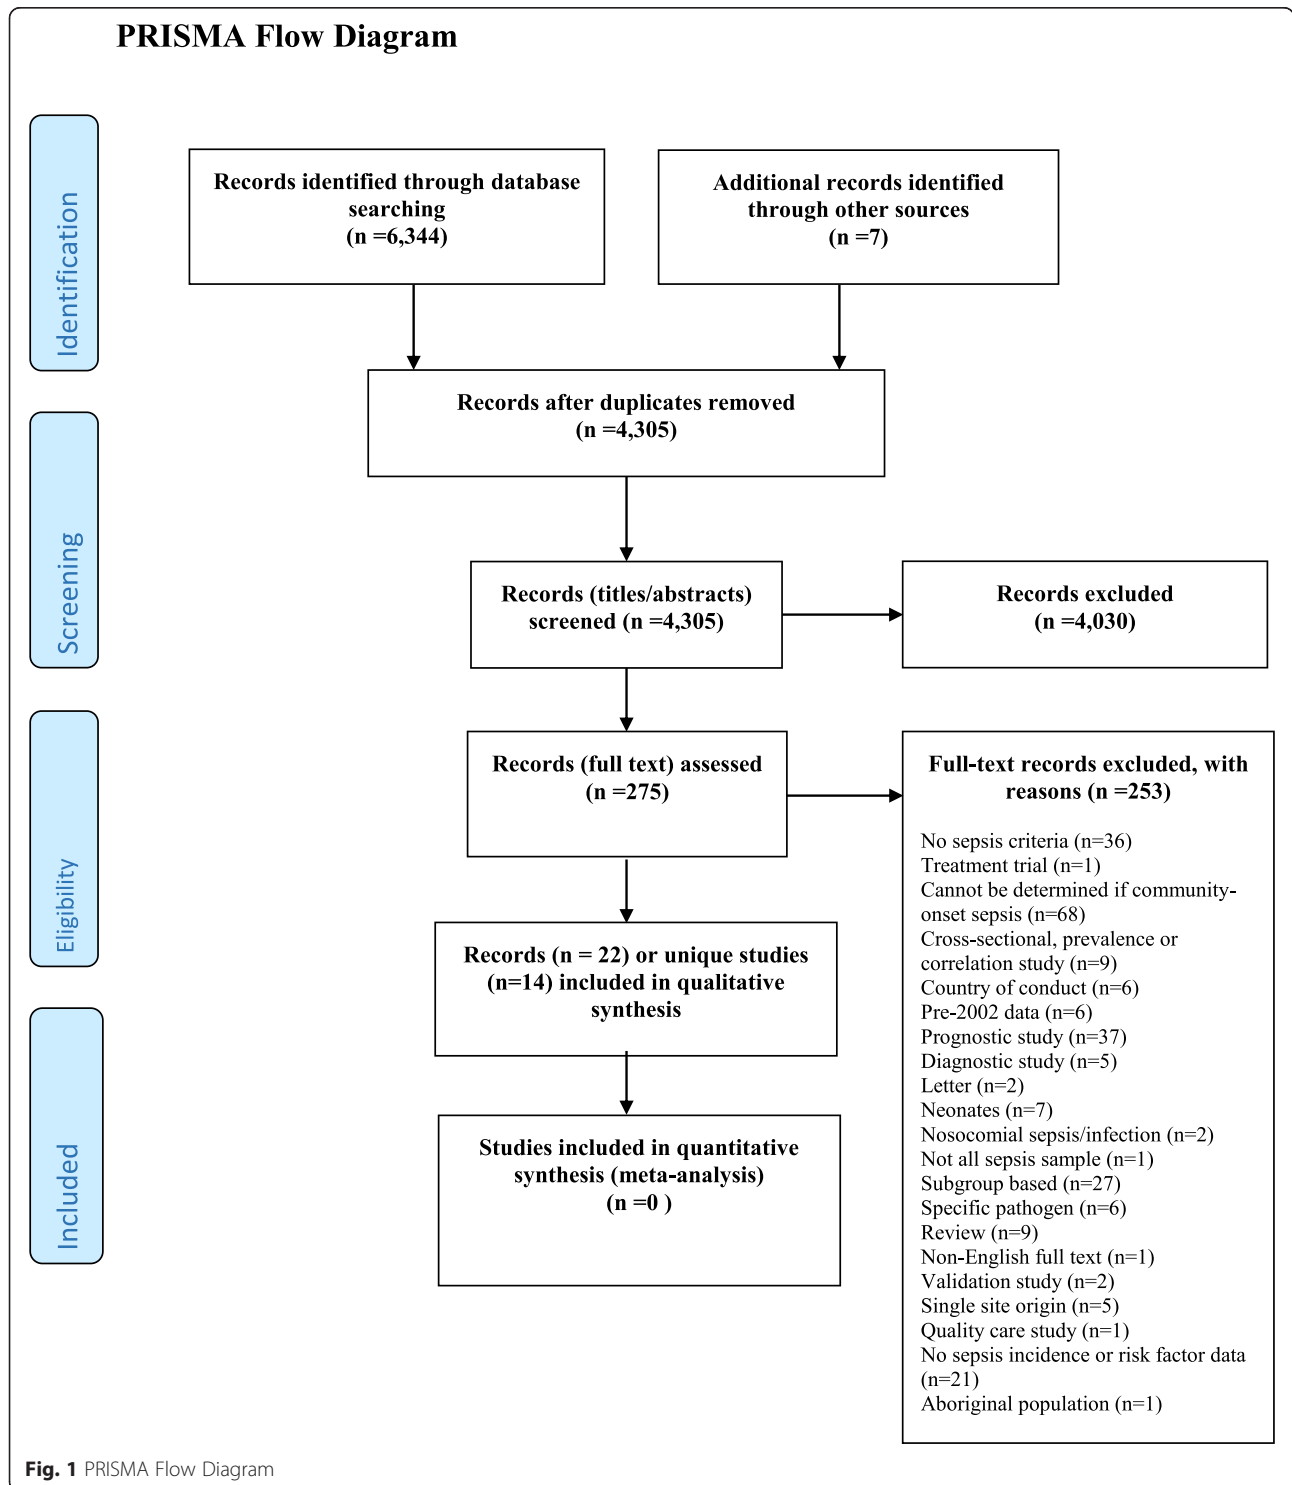 PRISMA Flow Diagram
Identification
Records identified through database
searching
(n =6,344)
Additional records identified
through other sources
(n =7)
Records after duplicates removed
(n =4,305)
Screening
Records (titles/abstracts)
screened (n =4,305)
Records excluded
(n =4,030)
Eligibility
Records (full text) assessed
(n =275)
Full-text records excluded, with
reasons (n =253)
No sepsis criteria (n=36)
Treatment trial (n=1)
Cannot be determined if community-
onset sepsis (n=68)
Cross-sectional, prevalence or
correlation study (n=9)
Country of conduct (n=6)
Pre-2002 data (n=6)
Prognostic study (n=37)
Diagnostic study (n=5)
Letter (n=2)
Neonates (n=7)
Nosocomial sepsis/infection (n=2)
Not all sepsis sample (n=1)
Subgroup based (n=27)
Specific pathogen (n=6)
Review (n=9)
Non-English full text (n=1)
Validation study (n=2)
Single site origin (n=5)
Quality care study (n=1)
No sepsis incidence or risk factor data
(n=21)
Aboriginal population (n=1)
Records (n = 22) or unique studies
(n=14) included in qualitative
synthesis
Included
Studies included in quantitative
synthesis (meta-analysis)
(n =0 )
Fig. 1 PRISMA Flow Diagram